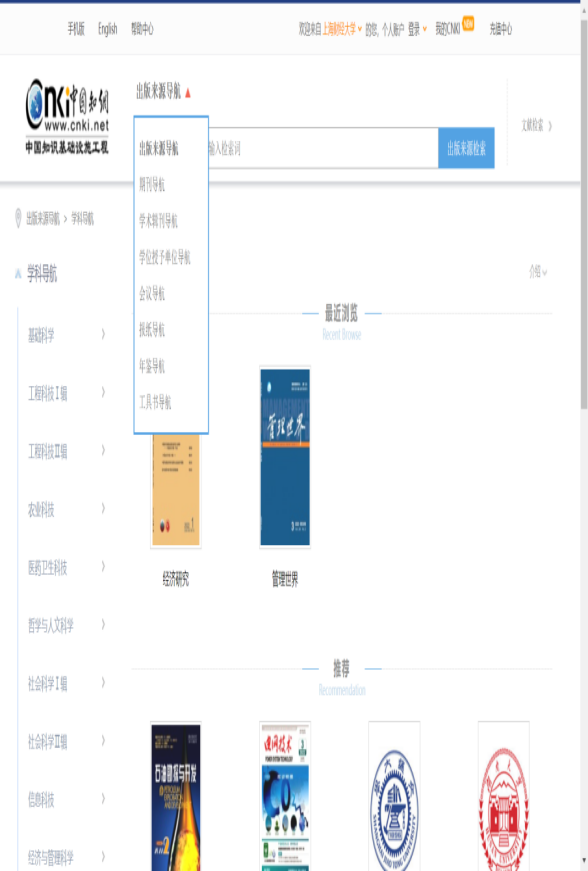 手机版 English 帮助中心 欢迎来自 上海财经大学 的您, 个人账户 登录 我的CNKI NEW 充值中心
Cnki中国知网
www.cnki.net
中国知识基础设施工程
出版来源导航
出版来源导航
输入检索词
出版来源检索
文献检索
期刊导航
学术辑刊导航
学位授予单位导航
会议导航
报纸导航
年鉴导航
工具书导航
出版来源导航 > 学科导航
学科导航
介绍
基础科学
工程科技Ⅰ辑
工程科技Ⅱ辑
农业科技
医药卫生科技
哲学与人文科学
社会科学Ⅰ辑
社会科学Ⅱ辑
信息科技
经济与管理科学
最近浏览
Recent Browse
MANAGEMENT
管理世界
经济研究
管理世界
推荐
Recommendation
石油勘探与开发
PETROLEUM
EXPLORATION
电网技术
POWER SYSTEM TECHNOLOGY